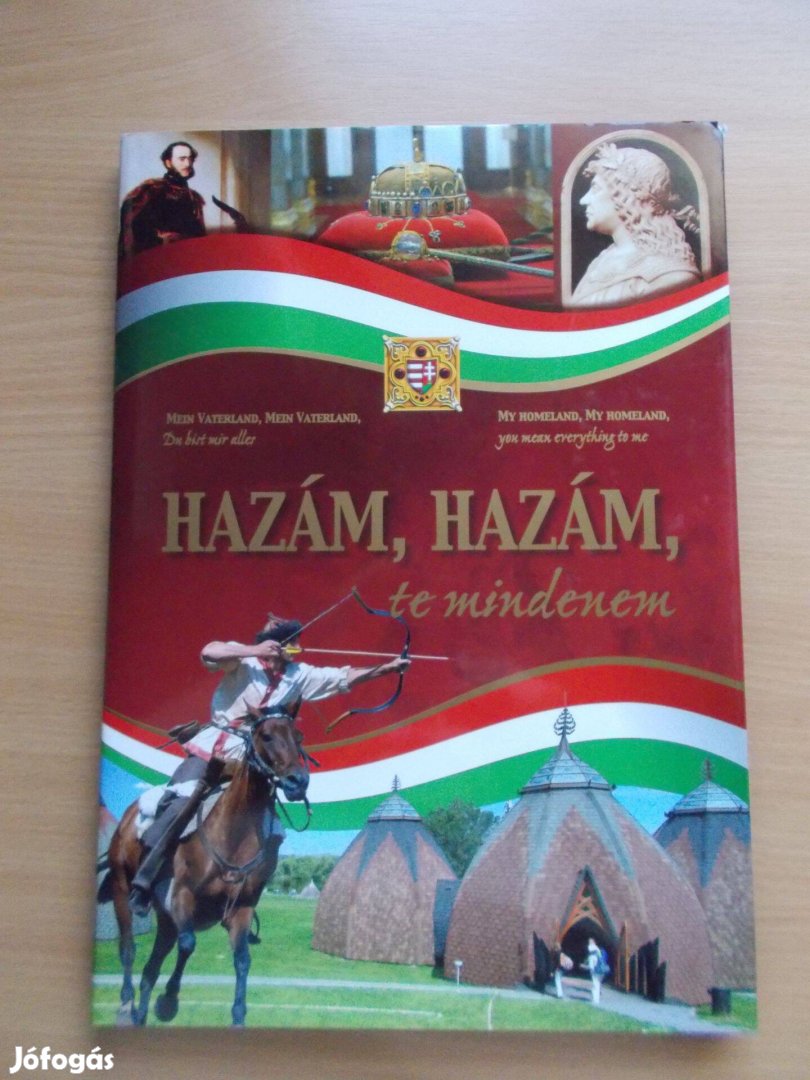 MEIN VATERLAND, MEIN VATERLAND,
Du bist mir alles
MY HOMELAND, MY HOMELAND,
you mean everything to me
HAZÁM, HAZÁM,
te mindenem
Jófogás